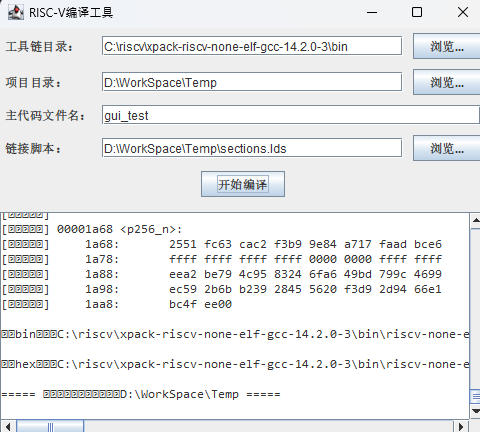 RISC-V编译工具
工具链目录： C:\riscv\xpack-riscv-none-elf-gcc-14.2.0-3\bin 浏览...
项目目录： D:\WorkSpace\Temp 浏览...
主代码文件名： gui_test
链接脚本： D:\WorkSpace\Temp\sections.lds 浏览...
开始编译
[□□□□□]
[□□□□□] 00001a68 <p256_n>:
[□□□□□] 1a68: 2551 fc63 cac2 f3b9 9e84 a717 faad bce6
[□□□□□] 1a78: ffff ffff ffff ffff 0000 0000 ffff ffff
[□□□□□] 1a88: eea2 be79 4c95 8324 6fa6 49bd 799c 4699
[□□□□□] 1a98: ec59 2b6b b239 2845 5620 f3d9 2d94 66e1
[□□□□□] 1aa8: bc4f ee00
□□bin□□□C:\riscv\xpack-riscv-none-elf-gcc-14.2.0-3\bin\riscv-none-e
□□hex□□□C:\riscv\xpack-riscv-none-elf-gcc-14.2.0-3\bin\riscv-none-e
===== □□□□□□□□□□□D:\WorkSpace\Temp =====